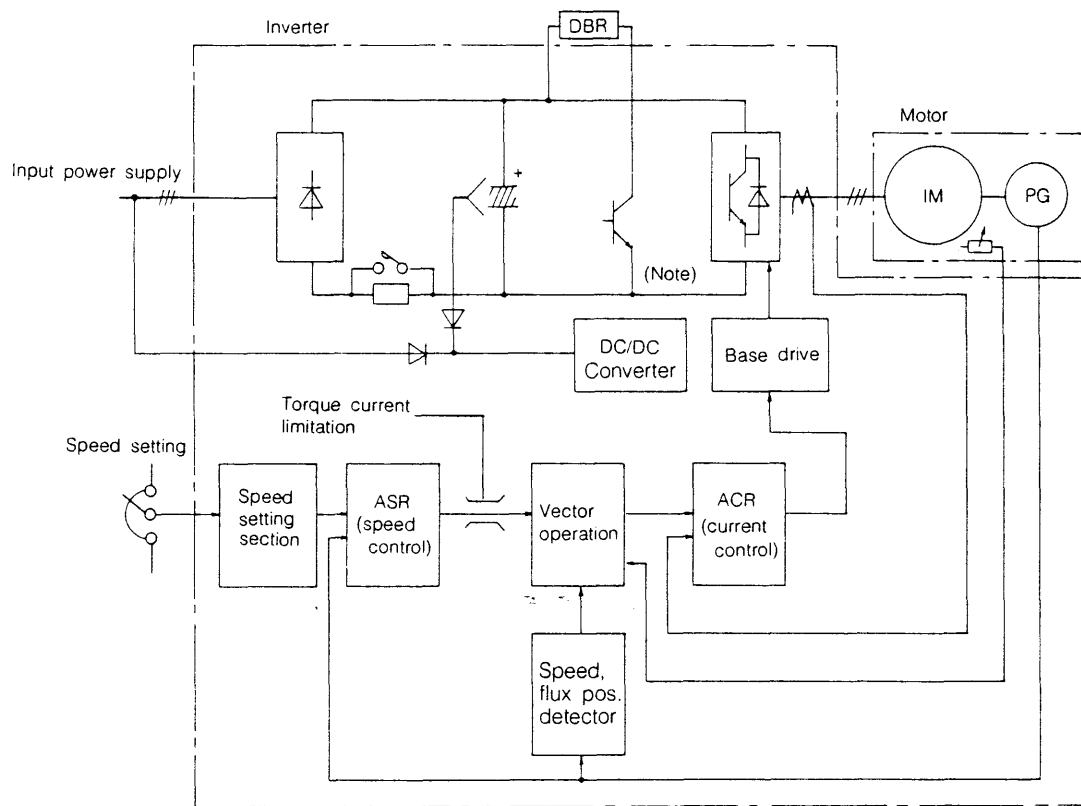 Inverter
DBR
Motor
Input power supply
+
IM
PG
(Note)
DC/DC
Converter
Base drive
Torque current
limitation
Speed setting
Speed
setting
section
ASR
(speed
control)
Vector
operation
ACR
(current
control)
Speed,
flux pos.
detector